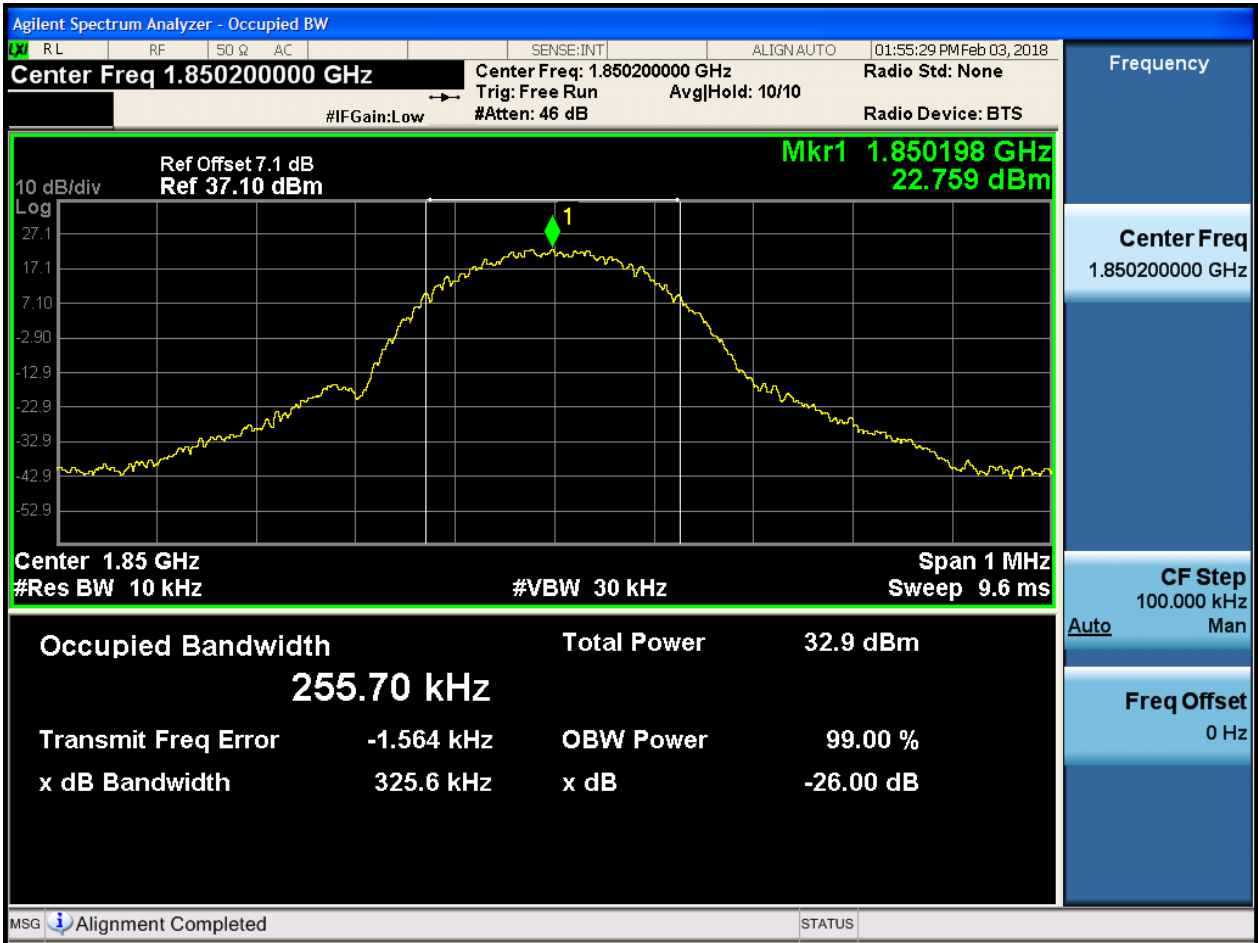 Agilent Spectrum Analyzer - Occupied BW
LXI RL RF 50 Ω AC SENSE:INT ALIGN AUTO 01:55:29 PM Feb 03, 2018
Center Freq 1.850200000 GHz
Center Freq: 1.850200000 GHz
Radio Std: None
Trig: Free Run Avg|Hold: 10/10
#IFGain:Low
#Atten: 46 dB
Radio Device: BTS
Mkr1 1.850198 GHz
22.759 dBm
Ref Offset 7.1 dB
10 dB/div Ref 37.10 dBm
Log
1
27.1
17.1
7.10
-2.90
-12.9
-22.9
-32.9
-42.9
-52.9
Center 1.85 GHz Span 1 MHz
#Res BW 10 kHz #VBW 30 kHz Sweep 9.6 ms
Occupied Bandwidth Total Power 32.9 dBm
255.70 kHz
Transmit Freq Error -1.564 kHz OBW Power 99.00 %
x dB Bandwidth 325.6 kHz x dB -26.00 dB
Frequency
Center Freq
1.850200000 GHz
CF Step
100.000 kHz
Auto Man
Freq Offset
0 Hz
MSG Alignment Completed STATUS